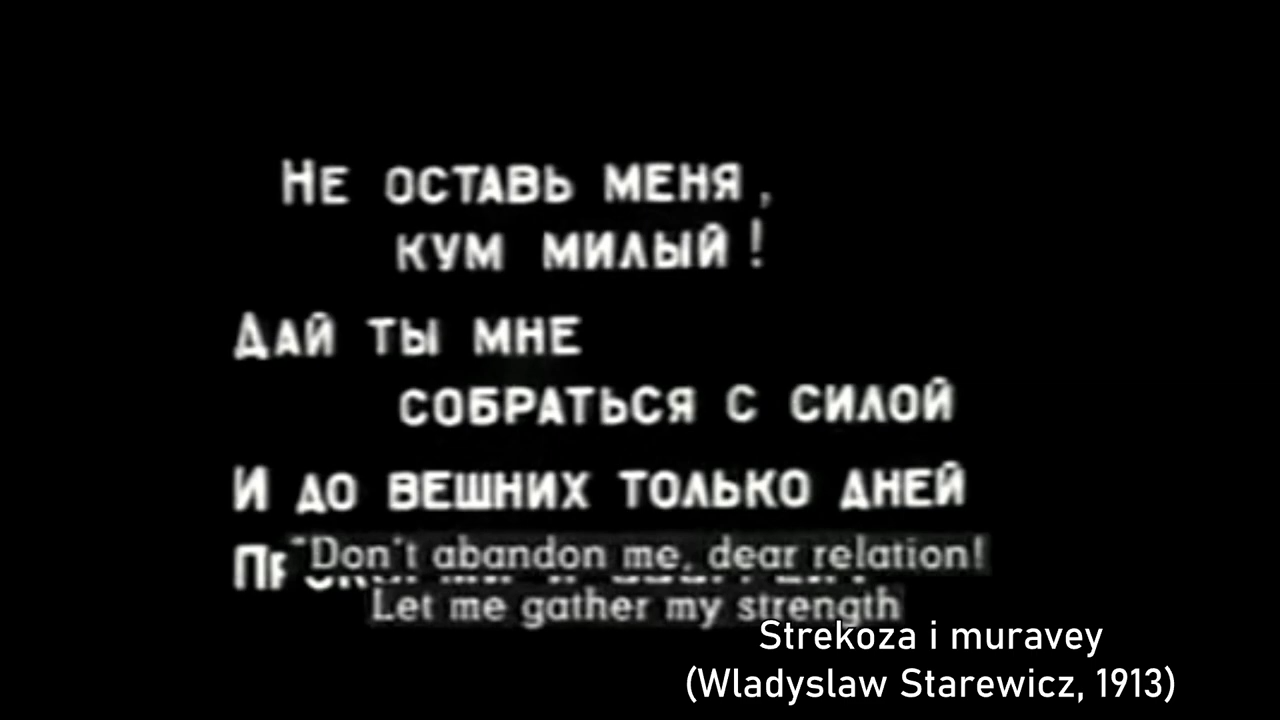 Не оставь меня,
кум милый!
Дай ты мне
собраться с силой
И до вешних только дней
"Don't abandon me, dear relation!
Let me gather my strength
Strekoza i muravey
(Wladyslaw Starewicz, 1913)